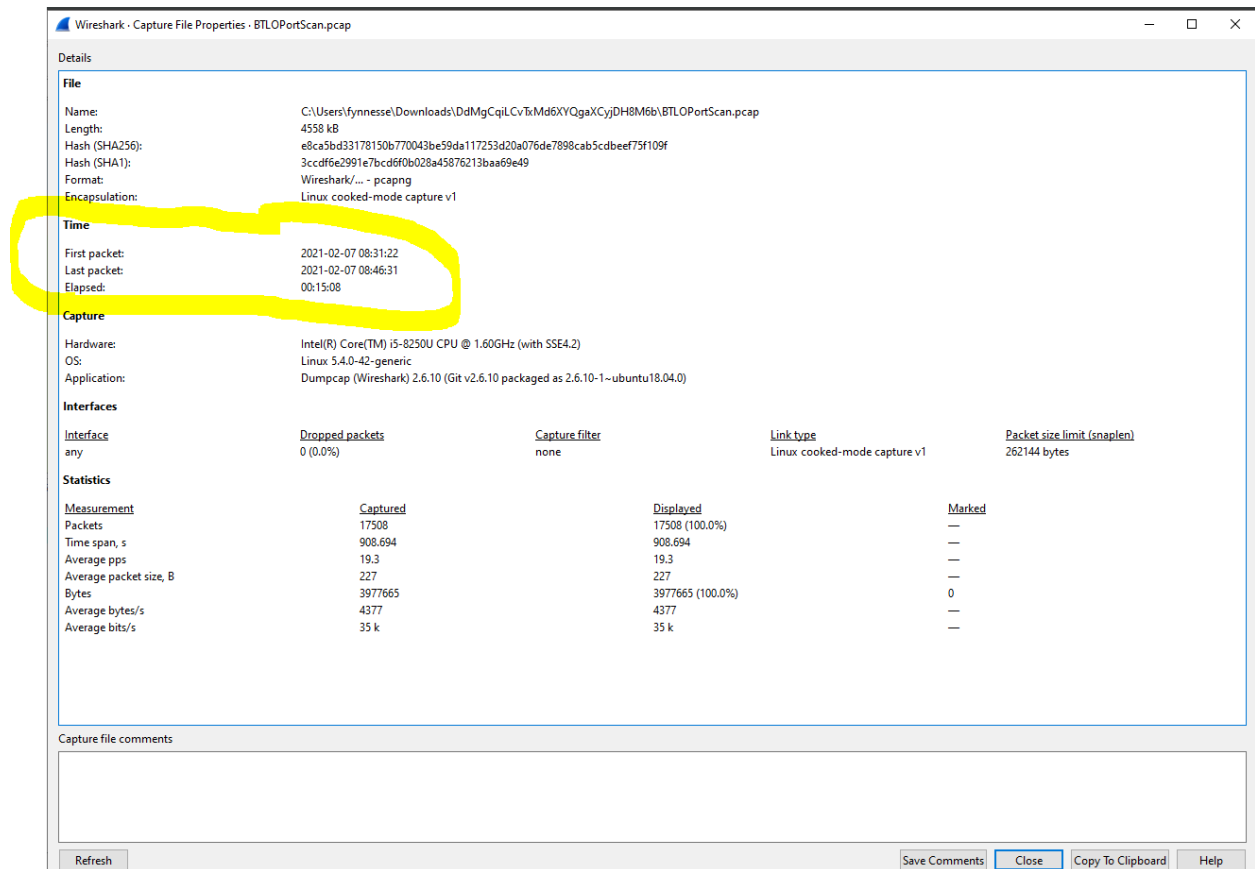 Wireshark · Capture File Properties · BTLOPortScan.pcap
Details
File
Name: C:\Users\fynnesse\Downloads\DdMgCqiLCvTxMd6XYQgaXCyjDH8M6b\BTLOPortScan.pcap
Length: 4558 kB
Hash (SHA256): e8ca5bd33178150b770043be59da117253d20a076de7898cab5cdbeef75f109f
Hash (SHA1): 3ccdf6e2991e7bcd6f0b028a45876213baa69e49
Format: Wireshark/... - pcapng
Encapsulation: Linux cooked-mode capture v1
Time
First packet: 2021-02-07 08:31:22
Last packet: 2021-02-07 08:46:31
Elapsed: 00:15:08
Capture
Hardware: Intel(R) Core(TM) i5-8250U CPU @ 1.60GHz (with SSE4.2)
OS: Linux 5.4.0-42-generic
Application: Dumpcap (Wireshark) 2.6.10 (Git v2.6.10 packaged as 2.6.10-1~ubuntu18.04.0)
Interfaces
Interface Dropped packets Capture filter Link type Packet size limit (snaplen)
any 0 (0.0%) none Linux cooked-mode capture v1 262144 bytes
Statistics
Measurement Captured Displayed Marked
Packets 17508 17508 (100.0%) —
Time span, s 908.694 908.694 —
Average pps 19.3 19.3 —
Average packet size, B 227 227 —
Bytes 3977665 3977665 (100.0%) 0
Average bytes/s 4377 4377 —
Average bits/s 35 k 35 k —
Capture file comments
Refresh Save Comments Close Copy To Clipboard Help